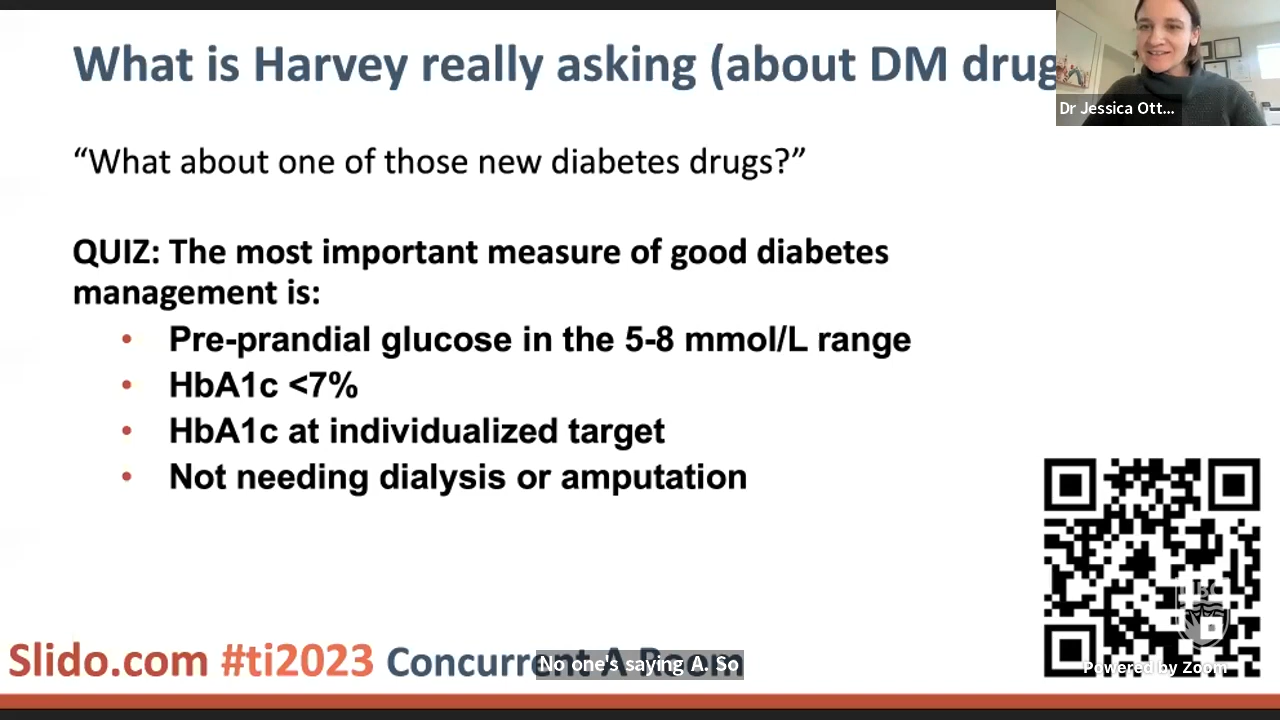 What is Harvey really asking (about DM drug
Dr Jessica Ott...
“What about one of those new diabetes drugs?”
QUIZ: The most important measure of good diabetes
management is:
• Pre-prandial glucose in the 5-8 mmol/L range
• HbA1c <7%
• HbA1c at individualized target
• Not needing dialysis or amputation
UBC
Slido.com #ti2023 Concurrent A Room
No one's saying A. So
Powered by Zoom